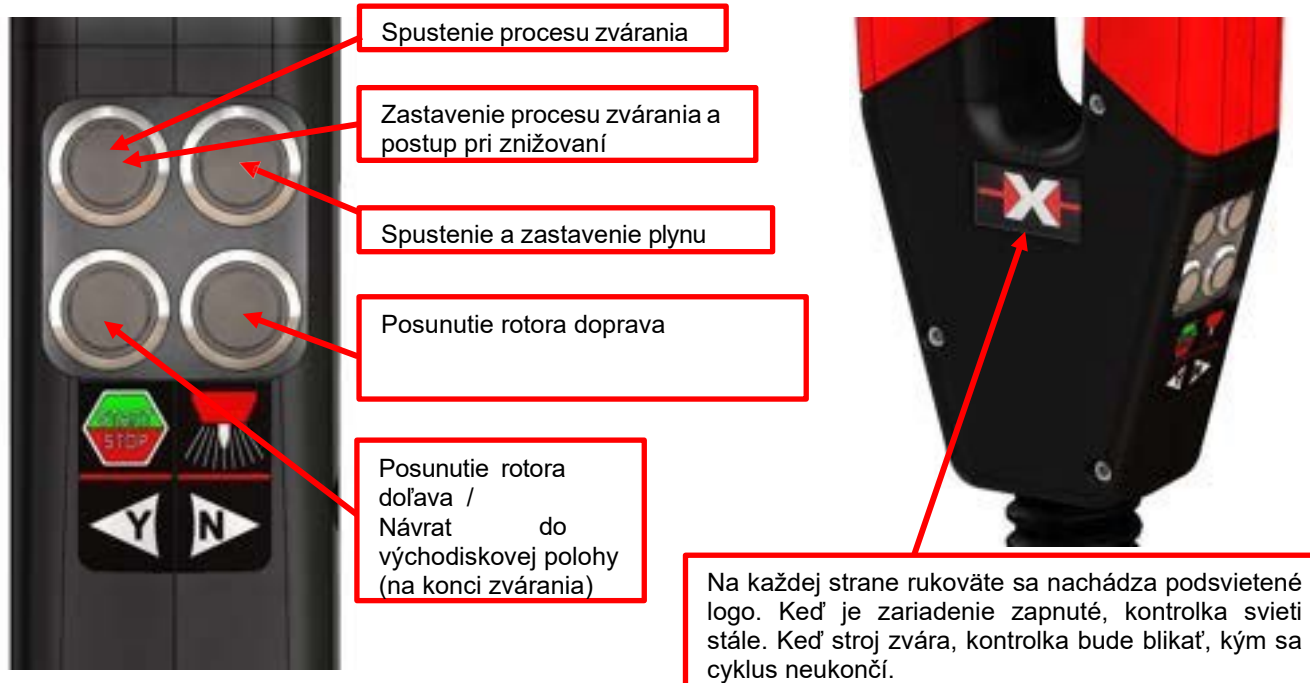 Spustenie procesu zvárania
Zastavenie procesu zvárania a
postup pri znižovaní
Spustenie a zastavenie plynu
Posunutie rotora doprava
Posunutie rotora
doľava /
Návrat do
východiskovej polohy
(na konci zvárania)
START
STOP
Y N
X
Na každej strane rukoväte sa nachádza podsvietené
logo. Keď je zariadenie zapnuté, kontrolka svieti
stále. Keď stroj zvára, kontrolka bude blikať, kým sa
cyklus neukončí.